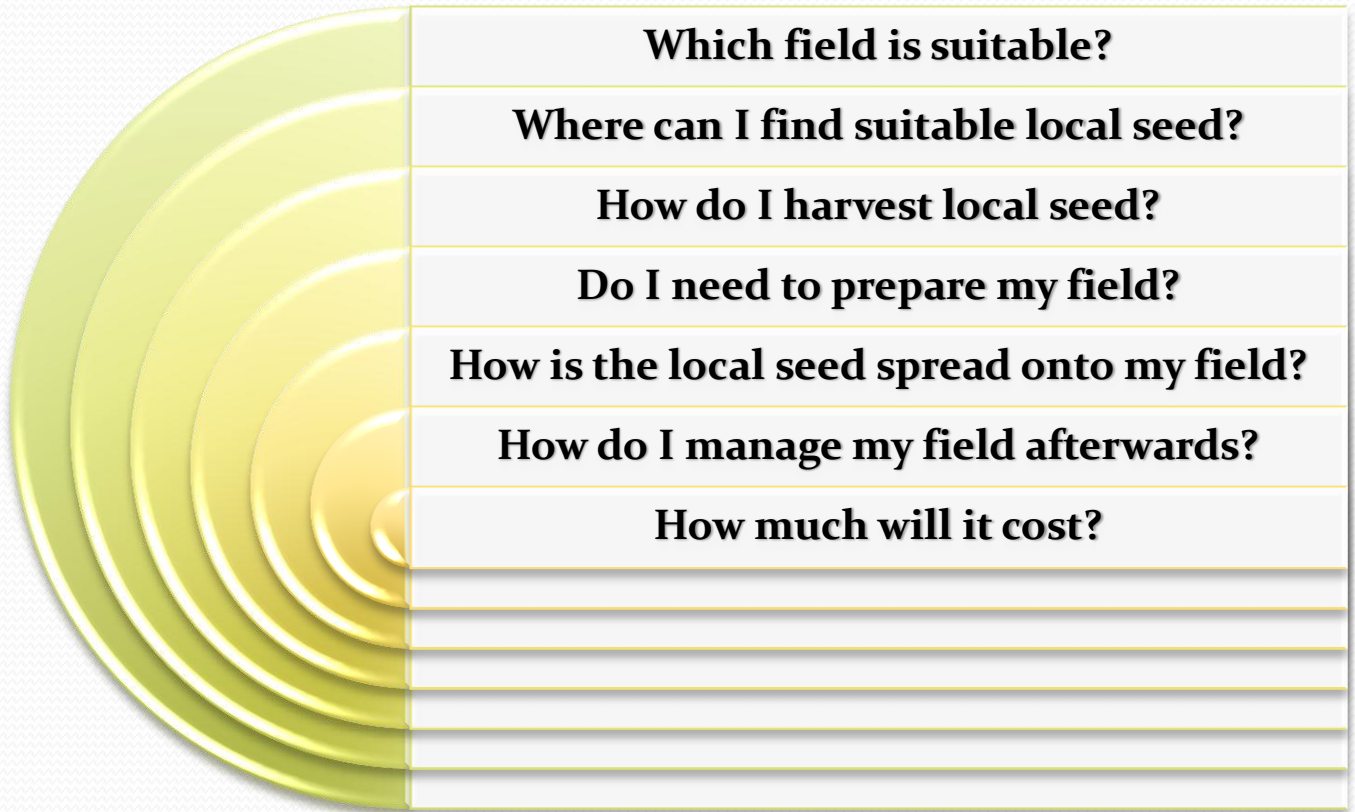 Which field is suitable?
Where can I find suitable local seed?
How do I harvest local seed?
Do I need to prepare my field?
How is the local seed spread onto my field?
How do I manage my field afterwards?
How much will it cost?